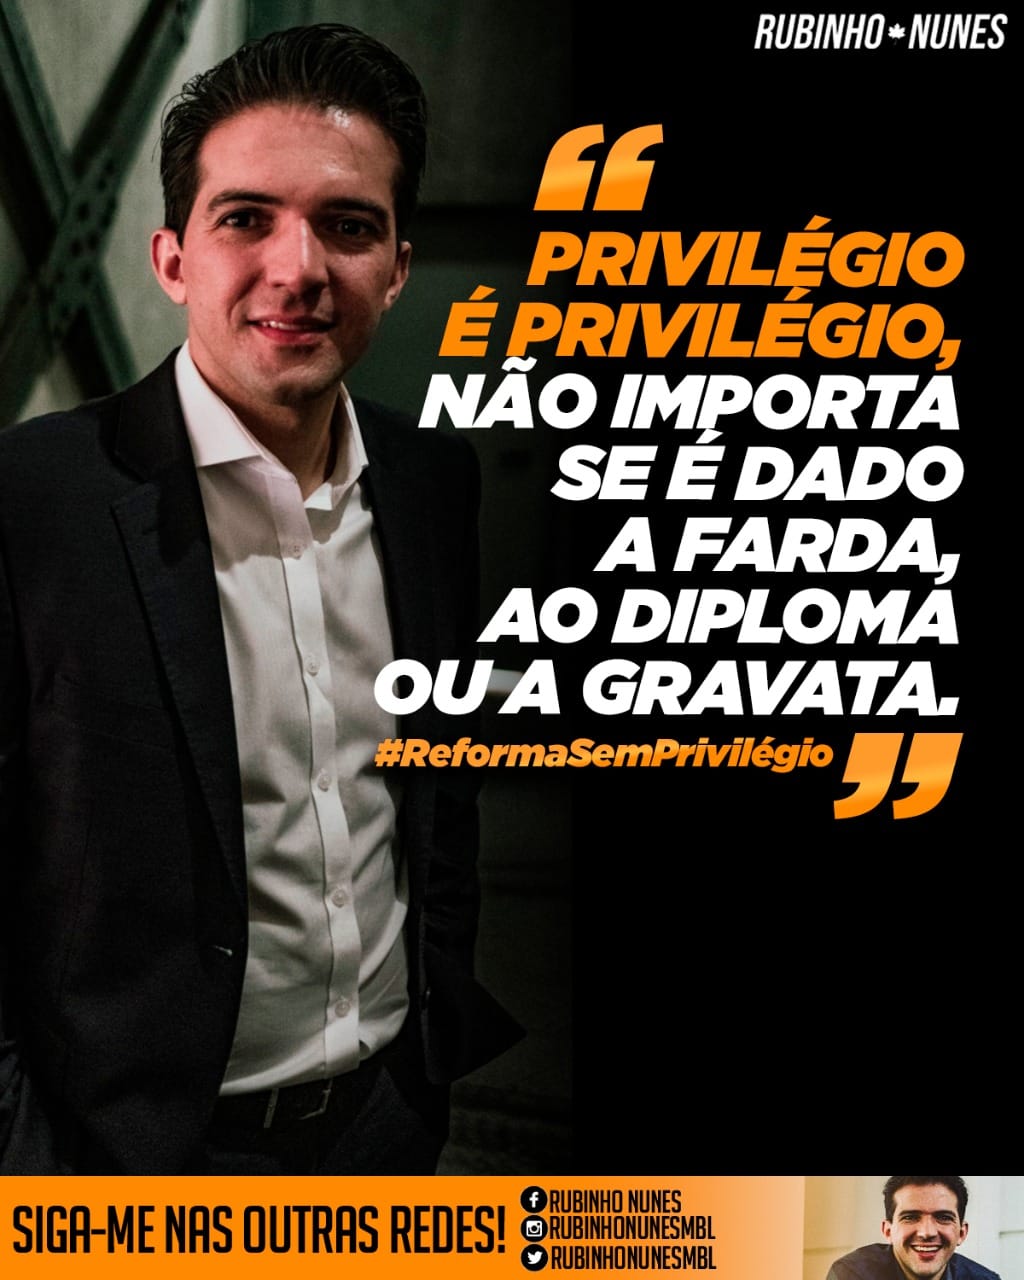 RUBINHO NUNES
“
PRIVILÉGIO
É PRIVILÉGIO,
NÃO IMPORTA
SE É DADO
A FARDA,
AO DIPLOMA
OU A GRAVATA.
#ReformaSemPrivilégio ”
SIGA-ME NAS OUTRAS REDES!
RUBINHO NUNES
RUBINHONUNESMBL
RUBINHONUNESMBL